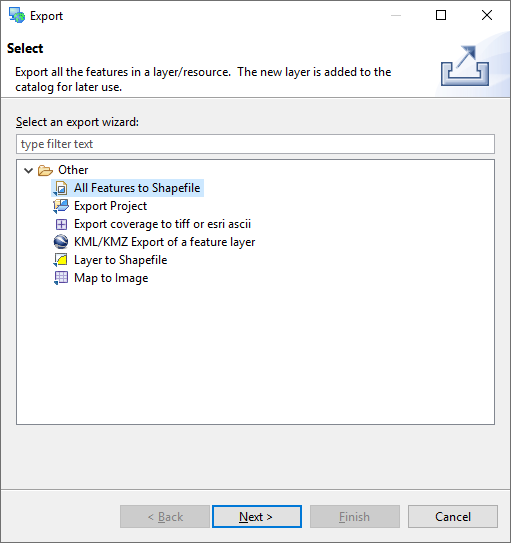 Export
Select
Export all the features in a layer/resource.  The new layer is added to the
catalog for later use.
Select an export wizard:
type filter text
Other
All Features to Shapefile
Export Project
Export coverage to tiff or esri ascii
KML/KMZ Export of a feature layer
Layer to Shapefile
Map to Image
< Back Next > Finish Cancel